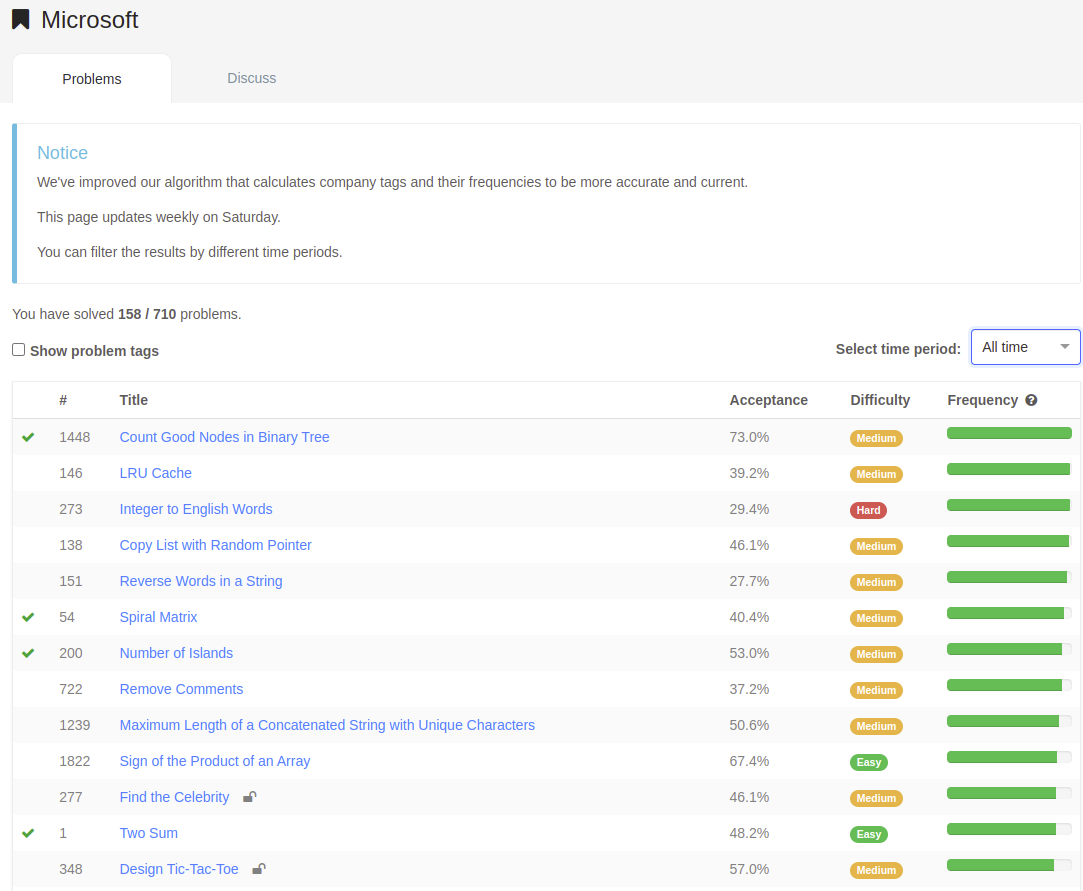 Microsoft
Problems Discuss
Notice
We've improved our algorithm that calculates company tags and their frequencies to be more accurate and current.
This page updates weekly on Saturday.
You can filter the results by different time periods.
You have solved 158 / 710 problems.
Show problem tags Select time period: All time
# Title Acceptance Difficulty Frequency ?
1448 Count Good Nodes in Binary Tree 73.0% Medium
146 LRU Cache 39.2% Medium
273 Integer to English Words 29.4% Hard
138 Copy List with Random Pointer 46.1% Medium
151 Reverse Words in a String 27.7% Medium
54 Spiral Matrix 40.4% Medium
200 Number of Islands 53.0% Medium
722 Remove Comments 37.2% Medium
1239 Maximum Length of a Concatenated String with Unique Characters 50.6% Medium
1822 Sign of the Product of an Array 67.4% Easy
277 Find the Celebrity 46.1% Medium
1 Two Sum 48.2% Easy
348 Design Tic-Tac-Toe 57.0% Medium